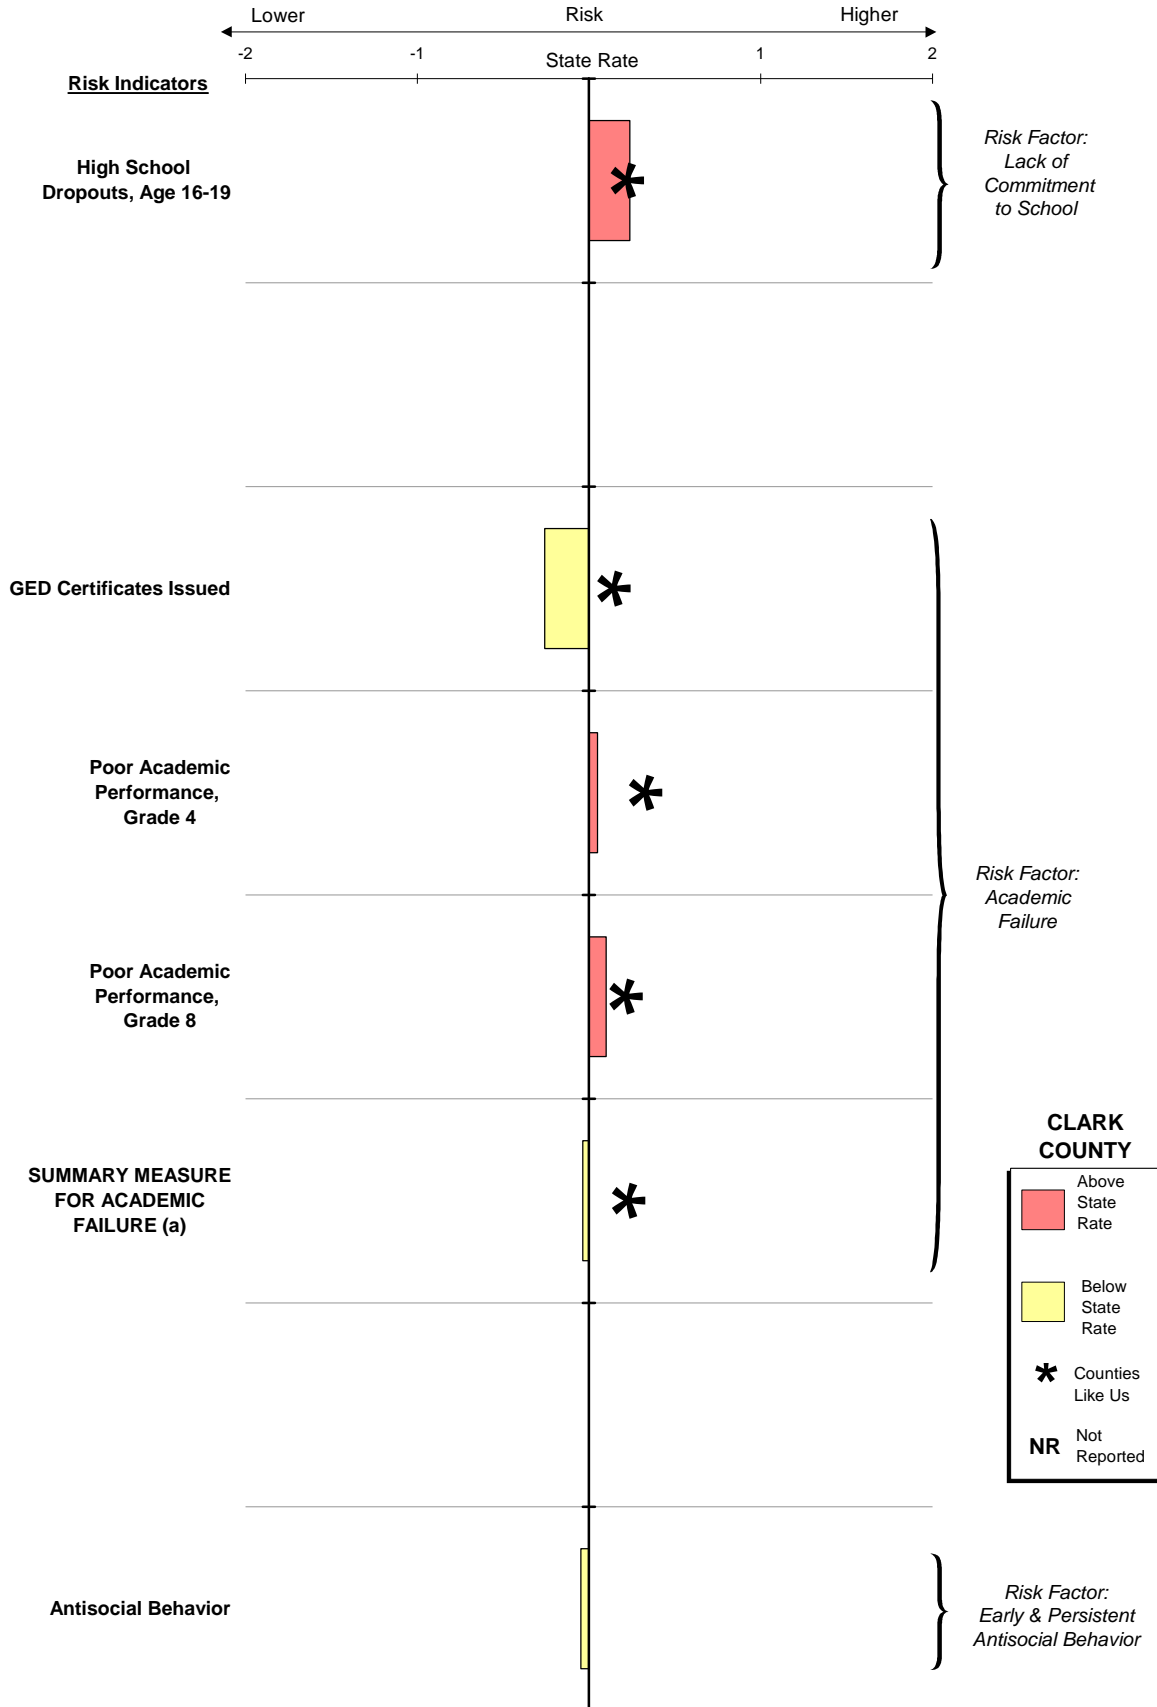 Lower Risk Higher
-2 -1 State Rate 1 2
Risk Indicators
High School
Dropouts, Age 16-19
Risk Factor:
Lack of
Commitment
to School
GED Certificates Issued
Poor Academic
Performance,
Grade 4
Risk Factor:
Academic
Failure
Poor Academic
Performance,
Grade 8
SUMMARY MEASURE
FOR ACADEMIC
FAILURE (a)
CLARK
COUNTY
Above
State
Rate
Below
State
Rate
* Counties
Like Us
NR Not
Reported
Antisocial Behavior
Risk Factor:
Early & Persistent
Antisocial Behavior